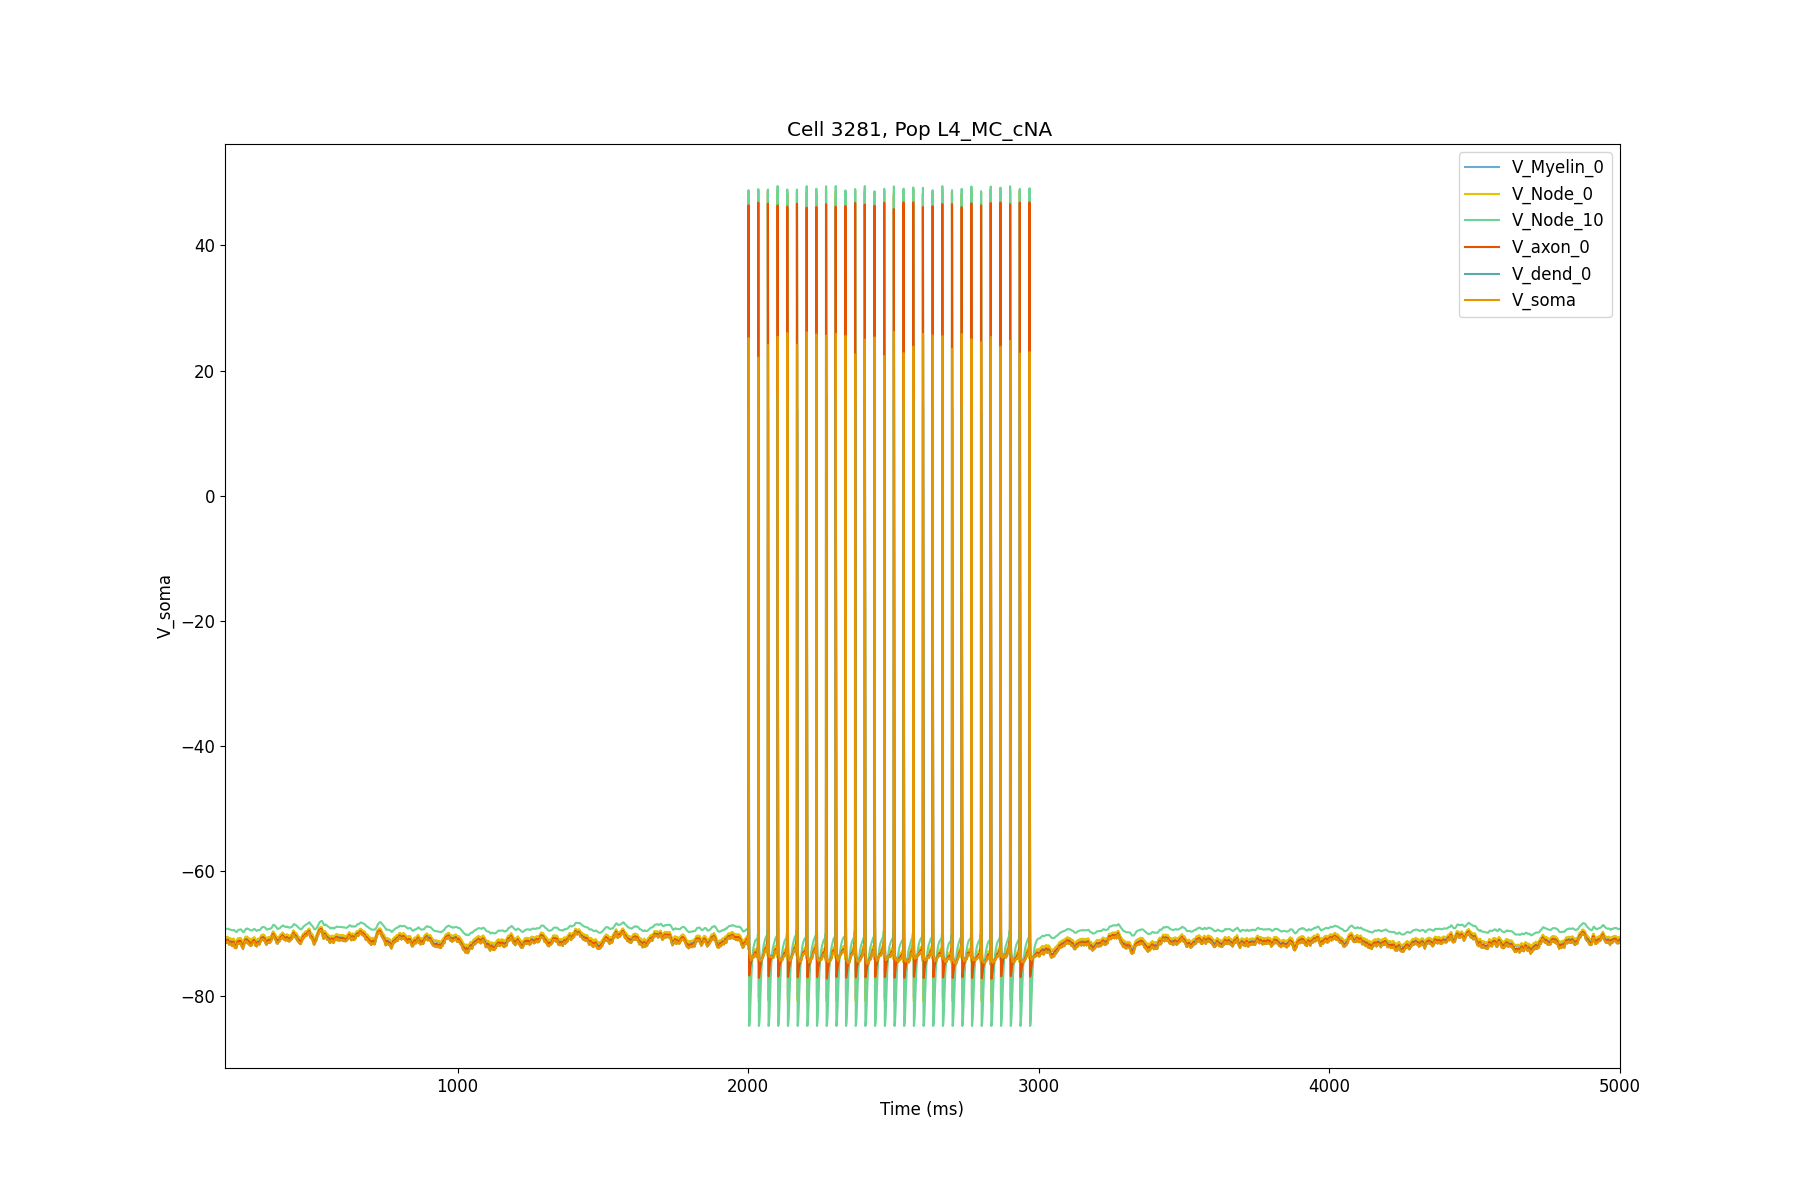 Cell 3281, Pop L4_MC_cNA
V_Myelin_0
V_Node_0
V_Node_10
V_axon_0
V_dend_0
V_soma
40
20
0
−20
−40
−60
−80
V_soma
1000
2000
3000
4000
5000
Time (ms)